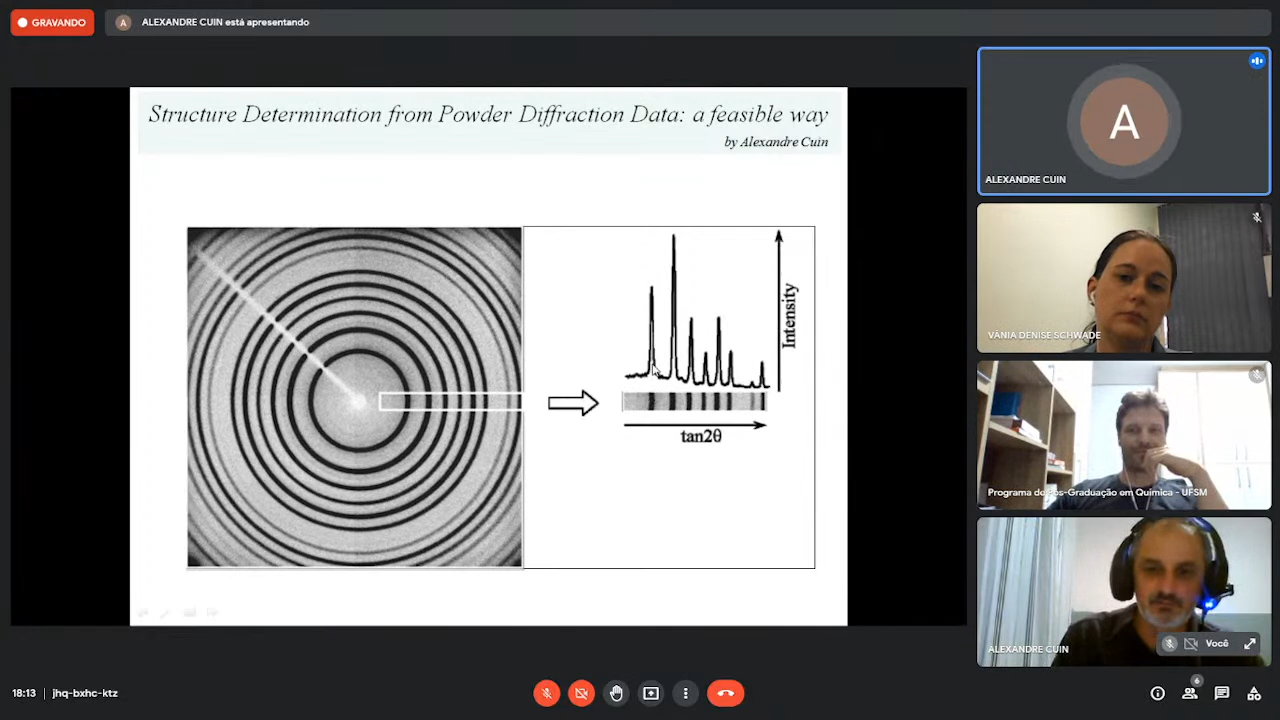 GRAVANDO
A
ALEXANDRE CUIN está apresentando
Structure Determination from Powder Diffraction Data: a feasible way
by Alexandre Cuin
Intensity
tan2θ
A
ALEXANDRE CUIN
VÂNIA DENISE SCHWADE
Programa de Pós-Graduação em Química - UFSM
ALEXANDRE CUIN
Você
18:13
jhq-bxhc-ktz
6